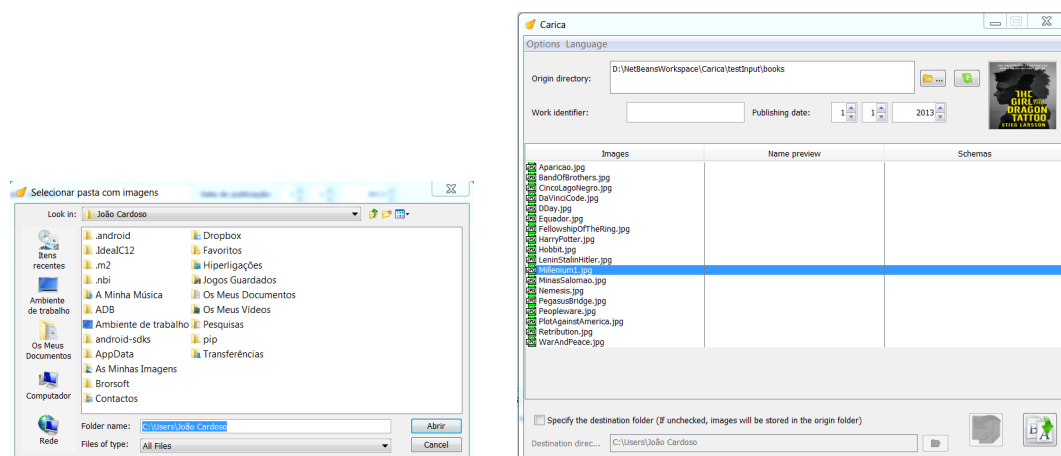 Selecionar pasta com imagens
Look in: João Cardoso
Itens recentes
Ambiente de trabalho
Os Meus Documentos
Computador
Rede
.android
.IdeaIC12
.m2
.nbi
A Minha Música
ADB
Ambiente de trabalho
android-sdks
AppData
As Minhas Imagens
Brorsoft
Contactos
Dropbox
Favoritos
Hiperligações
Jogos Guardados
Os Meus Documentos
Os Meus Vídeos
Pesquisas
pip
Transferências
Folder name: C:\Users\João Cardoso Abrir
Files of type: All Files Cancel
Carica
Options Language
Origin directory: D:\NetBeansWorkspace\Carica\testInput\books ...
Work identifier: Publishing date: 1 1 2013
THE
GIRL
DRAGON
TATTOO
STIEG LARSSON
Images Name preview Schemas
Aparicao.jpg
BandOfBrothers.jpg
CincoLagoNegro.jpg
DaVinciCode.jpg
DDay.jpg
Equador.jpg
FellowshipOfTheRing.jpg
HarryPotter.jpg
Hobbit.jpg
LeninStalinHitler.jpg
Millenium1.jpg
MinasSalomao.jpg
Nemesis.jpg
PegasusBridge.jpg
Peopleware.jpg
PlotAgainstAmerica.jpg
Retribution.jpg
WarAndPeace.jpg
Specify the destination folder (If unchecked, images will be stored in the origin folder)
Destination direc... C:\Users\João Cardoso
B A